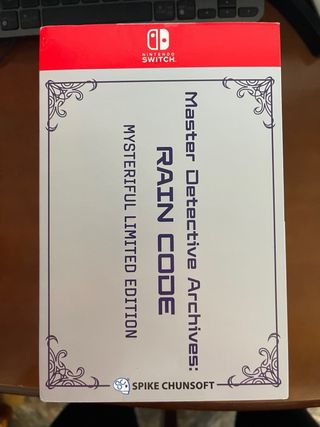 NINTENDO
SWITCH
Master Detective Archives:
RAIN CODE
MYSTERIFUL LIMITED EDITION
SPIKE CHUNSOFT